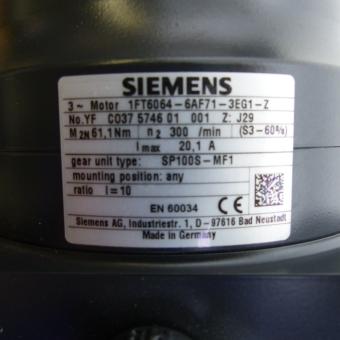 SIEMENS
3 ~ Motor 1FT6064-6AF71-3EG1-Z
No.YF C037 5746 01 001 Z: J29
M2N 61,1Nm n2 300 /min (S3-60%)
Imax 20,1 A
gear unit type: SP100S-MF1
mounting position: any
ratio i=10
EN 60034 CE
Siemens AG, Industriestr. 1, D-97616 Bad Neustadt
Made in Germany